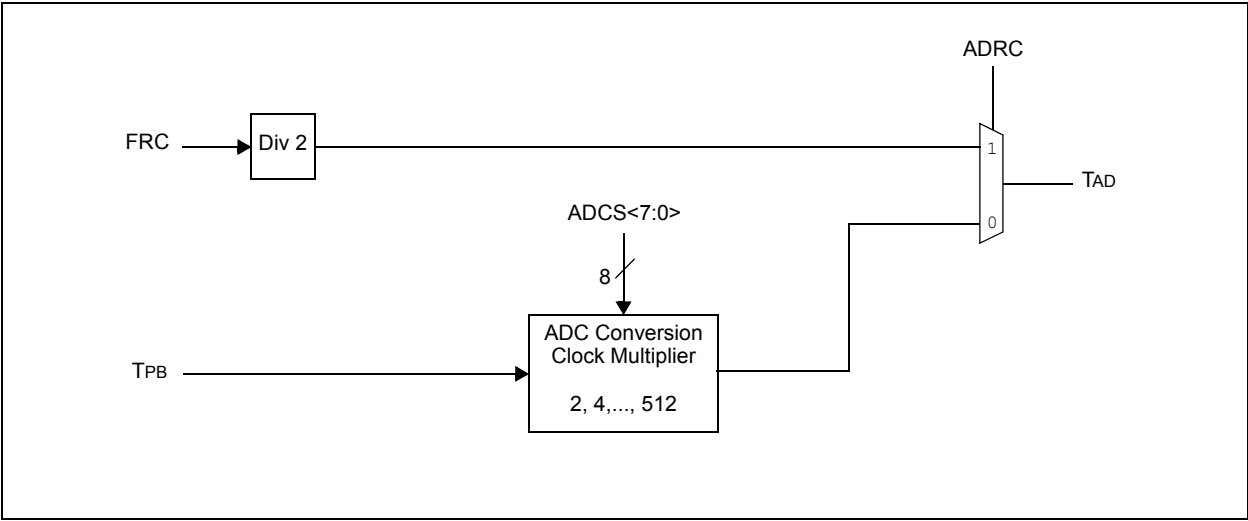 ADRC
FRC
Div 2
1
TAD
ADCS<7:0>
0
8
ADC Conversion
Clock Multiplier
TPB
2, 4,..., 512